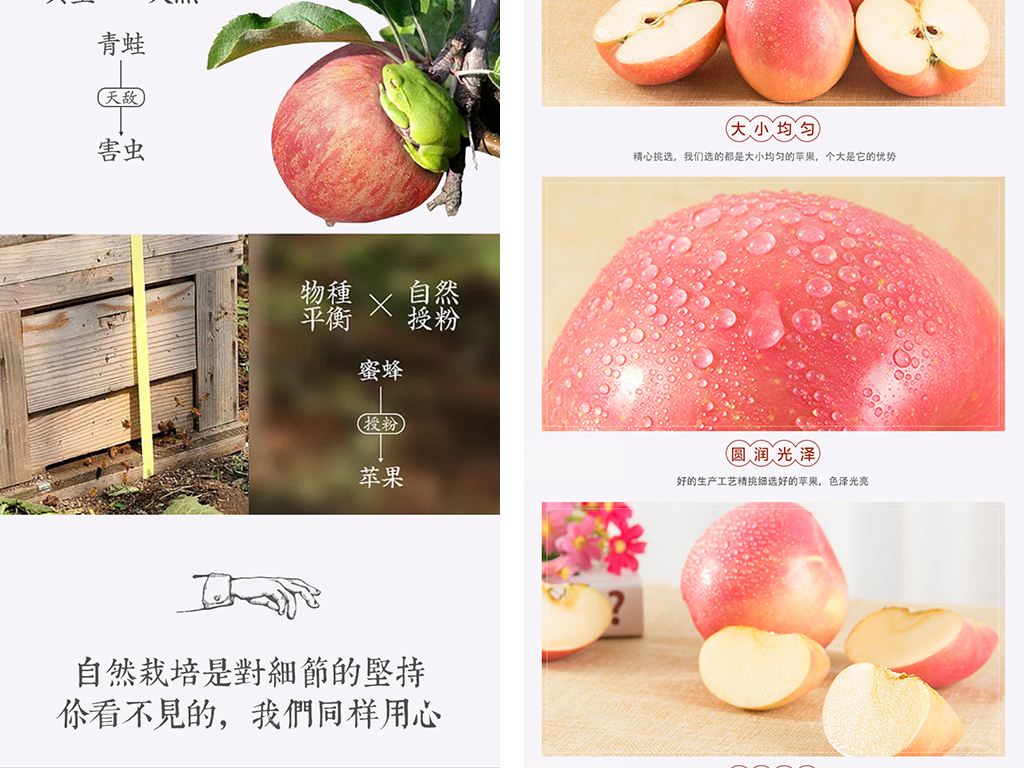 青蛙
天敌
害虫
物種 × 自然
平衡 授粉
蜜蜂
授粉
苹果
自然栽培是對細節的堅持
你看不見的，我們同样用心
大小均匀
精心挑选，我们选的都是大小均匀的苹果，个大是它的优势
圆润光泽
好的生产工艺精挑细选好的苹果，色泽光亮
?